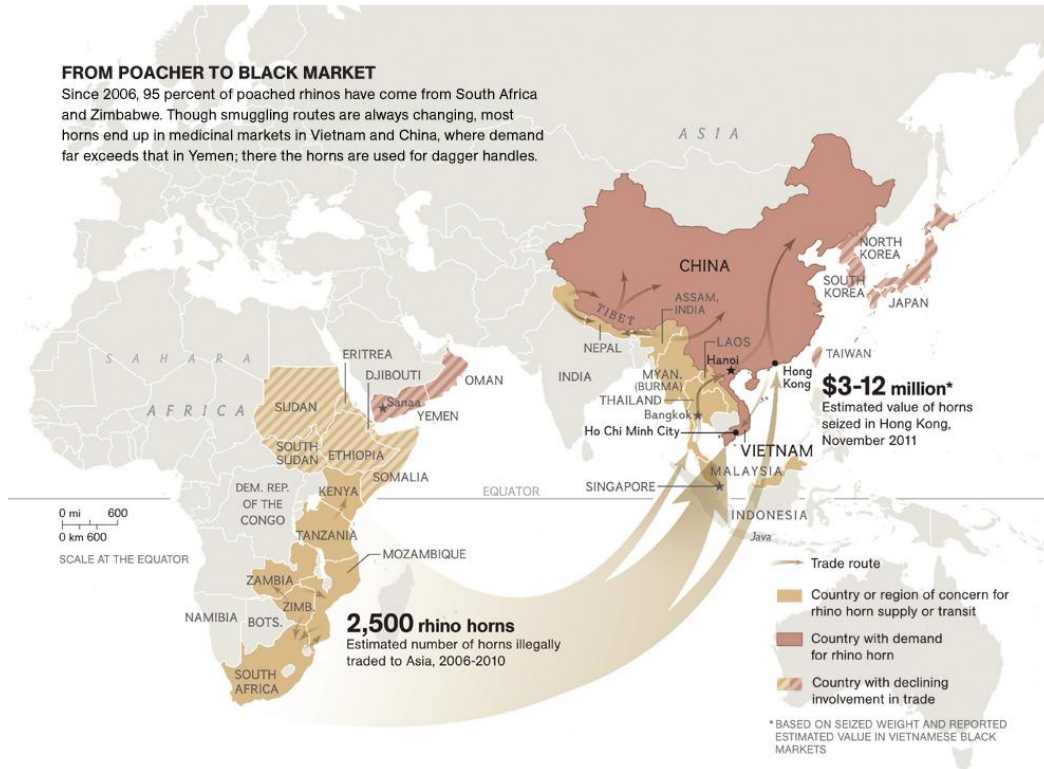 FROM POACHER TO BLACK MARKET
Since 2006, 95 percent of poached rhinos have come from South Africa
and Zimbabwe. Though smuggling routes are always changing, most
horns end up in medicinal markets in Vietnam and China, where demand
far exceeds that in Yemen; there the horns are used for dagger handles.
ASIA
NORTH
KOREA
SOUTH
KOREA
JAPAN
CHINA
TIBET
ASSAM,
INDIA
NEPAL
LAOS
Hanoi
TAIWAN
Hong
Kong
INDIA
MYAN.
(BURMA)
THAILAND
Bangkok
Ho Chi Minh City
VIETNAM
$3-12 million*
Estimated value of horns
seized in Hong Kong,
November 2011
SAHARA
AFRICA
ERITREA
DJIBOUTI
OMAN
Sanaa
YEMEN
SUDAN
SOUTH
SUDAN
ETHIOPIA
SOMALIA
MALAYSIA
SINGAPORE
EQUATOR
INDONESIA
Java
DEM. REP.
OF THE
CONGO
KENYA
TANZANIA
MOZAMBIQUE
0 mi 600
0 km 600
SCALE AT THE EQUATOR
ZAMBIA
ZIMB.
NAMIBIA
BOTS.
SOUTH
AFRICA
2,500 rhino horns
Estimated number of horns illegally
traded to Asia, 2006-2010
Trade route
Country or region of concern for
rhino horn supply or transit
Country with demand
for rhino horn
Country with declining
involvement in trade
*BASED ON SEIZED WEIGHT AND REPORTED
ESTIMATED VALUE IN VIETNAMESE BLACK
MARKETS